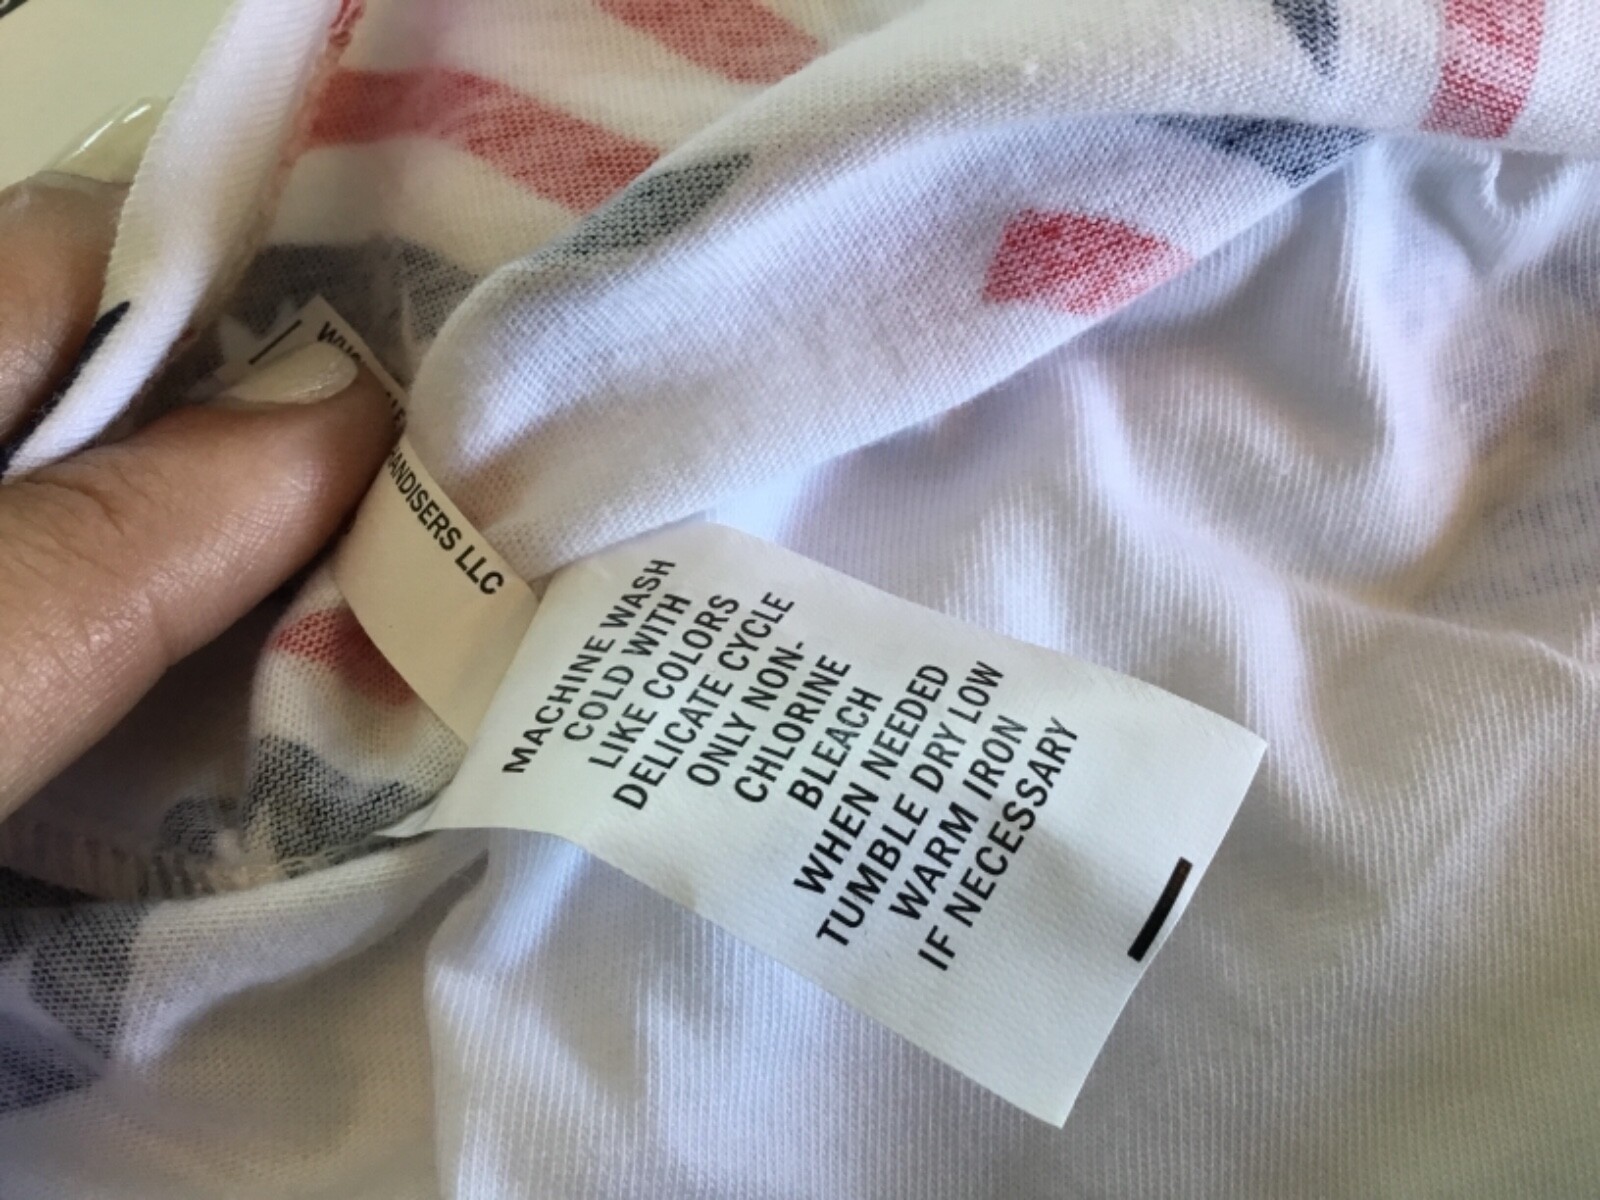 ANDISERS LLC
MACHINE WASH
COLD WITH
LIKE COLORS
DELICATE CYCLE
ONLY NON-
CHLORINE
BLEACH
WHEN NEEDED
TUMBLE DRY LOW
WARM IRON
IF NECESSARY